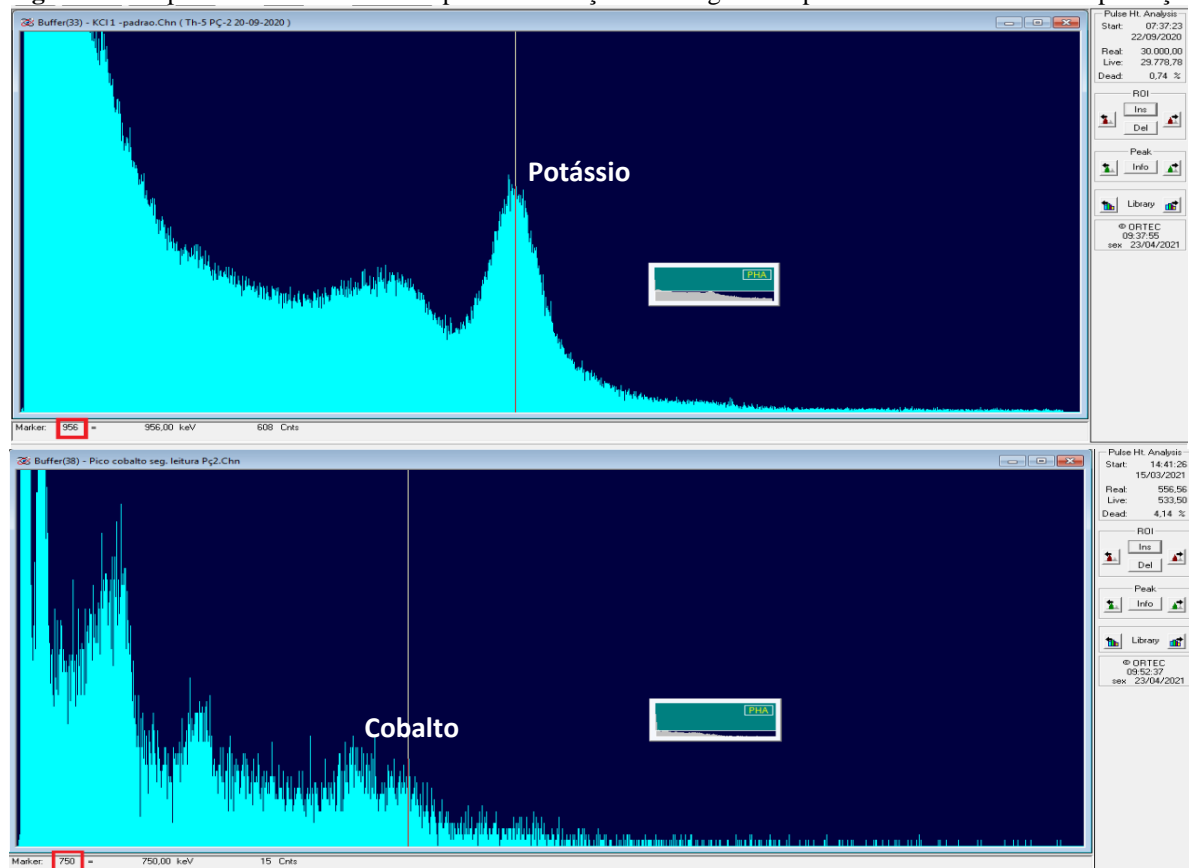 Buffer(33) - KCl 1 -padrao.Chn ( Th-5 PÇ-2 20-09-2020 )
Potássio
PHA
Marker: 956 = 956,00 keV 608 Cnts
Pulse Ht. Analysis
Start: 07:37:23
22/09/2020
Real: 30.000,00
Live: 29.778,78
Dead: 0,74 %
ROI
Ins
Del
Peak
Info
Library
© ORTEC
09:37:55
sex 23/04/2021
Buffer(38) - Pico cobalto seg. leitura Pç2.Chn
Cobalto
PHA
Marker: 750 = 750,00 keV 15 Cnts
Pulse Ht. Analysis
Start: 14:41:26
15/03/2021
Real: 556,56
Live: 533,50
Dead: 4,14 %
ROI
Ins
Del
Peak
Info
Library
© ORTEC
09:52:37
sex 23/04/2021